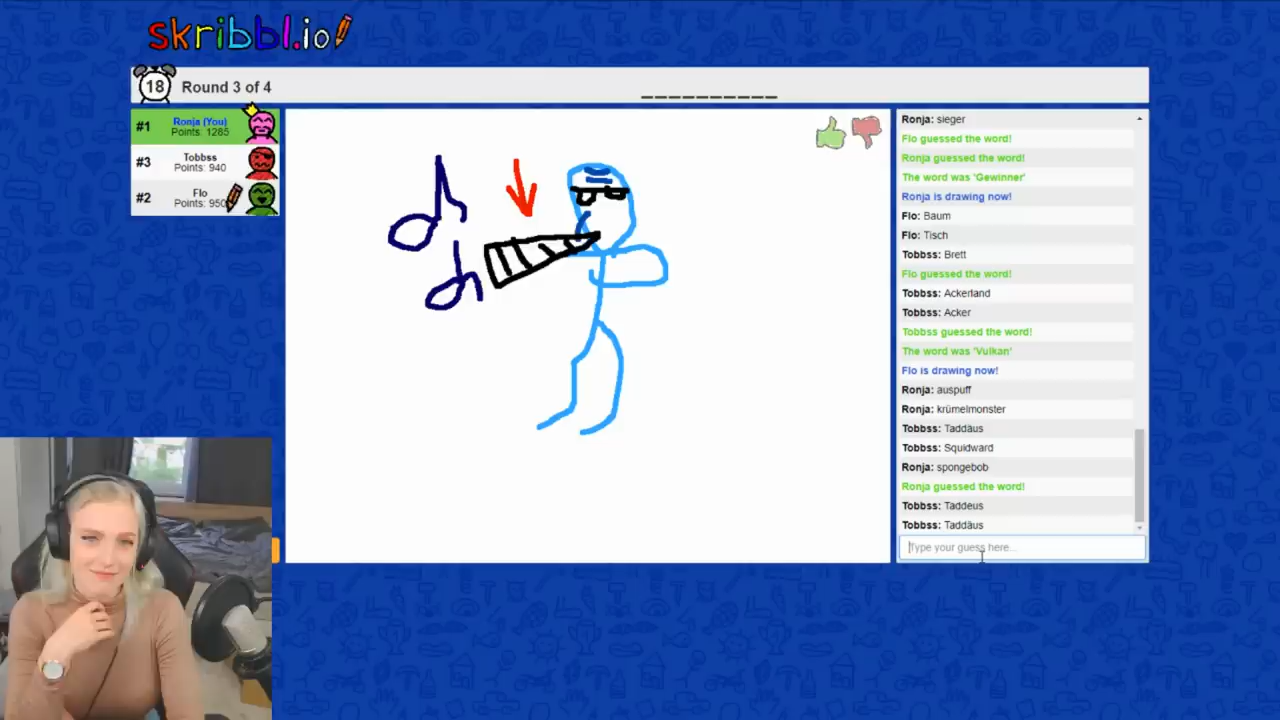 skribbl.io
18
Round 3 of 4
__________
#1
Ronja (You)
Points: 1285
#3
Tobbss
Points: 940
#2
Flo
Points: 950
Ronja: sieger
Flo guessed the word!
Ronja guessed the word!
The word was 'Gewinner'
Ronja is drawing now!
Flo: Baum
Flo: Tisch
Tobbss: Brett
Flo guessed the word!
Tobbss: Ackerland
Tobbss: Acker
Tobbss guessed the word!
The word was 'Vulkan'
Flo is drawing now!
Ronja: auspuff
Ronja: krümelmonster
Tobbss: Taddäus
Tobbss: Squidward
Ronja: spongebob
Ronja guessed the word!
Tobbss: Taddeus
Tobbss: Taddäus
Type your guess here...